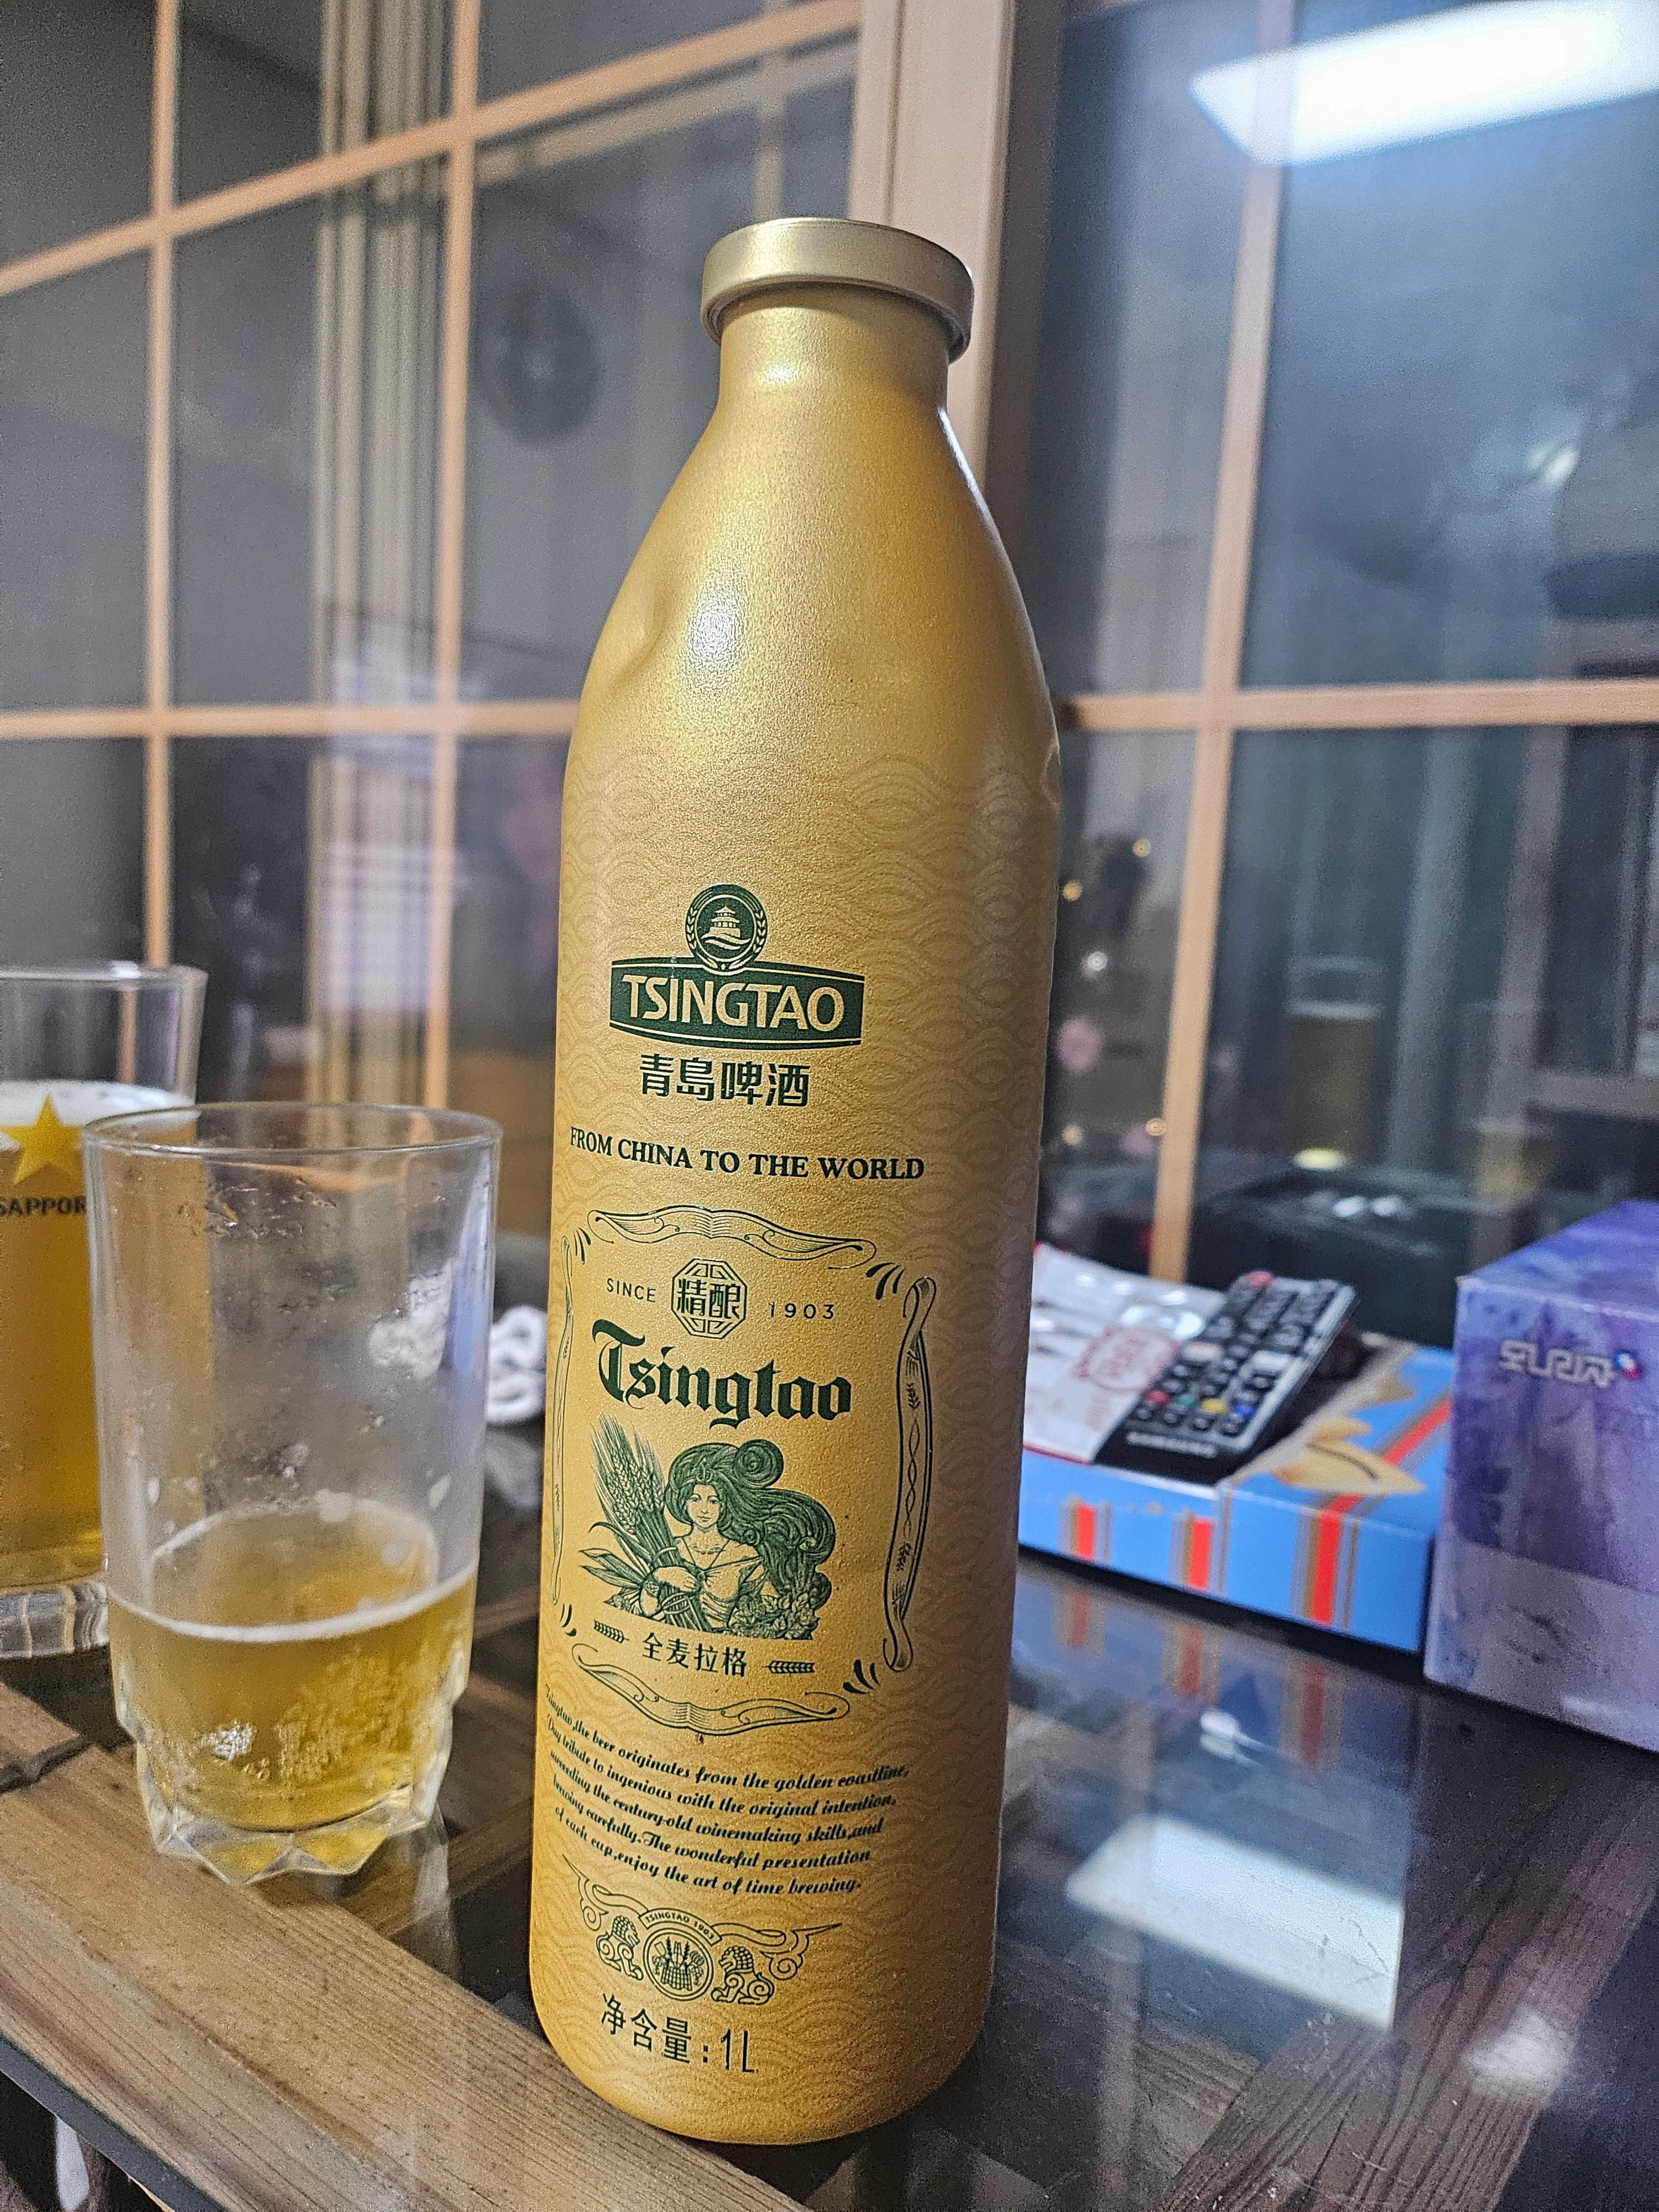 TSINGTAO
青島啤酒
FROM CHINA TO THE WORLD
SINCE 精酿 1903
Tsingtao
全麦拉格
Tsingtao,the beer originates from the golden coastline,
Pay tribute to ingenious with the original intention,
the century-old winemaking skills,and
brewing carefully.The wonderful presentation
of each cup,enjoy the art of time brewing.
TSINGTAO 1903
净含量:1L
SAPPOR
SAMSUNG